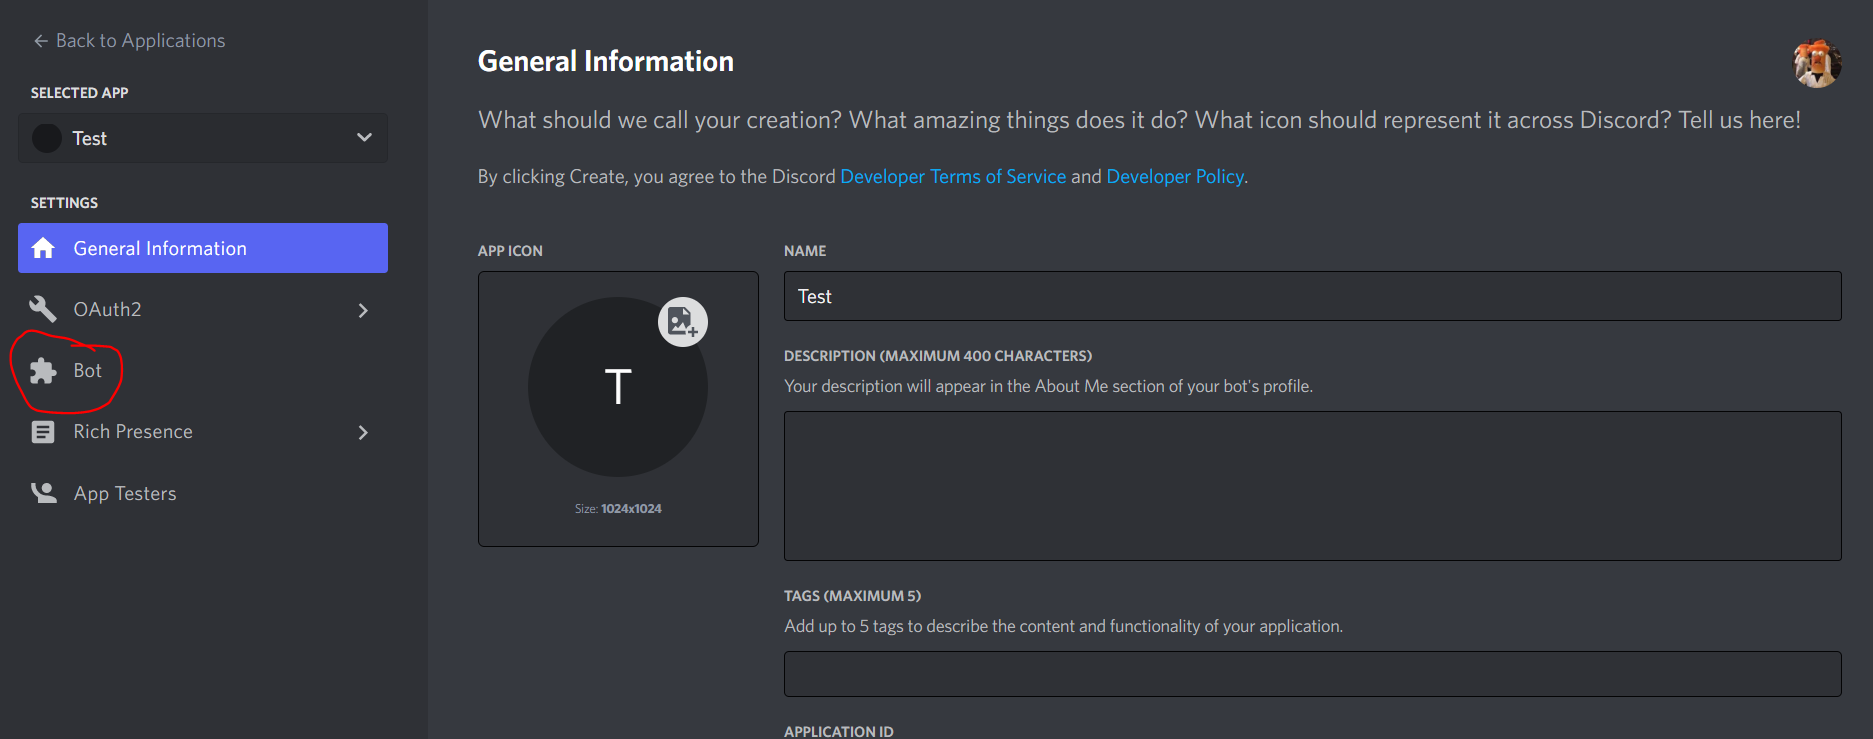 Back to Applications
SELECTED APP
Test
SETTINGS
General Information
OAuth2
Bot
Rich Presence
App Testers
General Information
What should we call your creation? What amazing things does it do? What icon should represent it across Discord? Tell us here!
By clicking Create, you agree to the Discord Developer Terms of Service and Developer Policy.
APP ICON
T
Size: 1024x1024
NAME
Test
DESCRIPTION (MAXIMUM 400 CHARACTERS)
Your description will appear in the About Me section of your bot's profile.
TAGS (MAXIMUM 5)
Add up to 5 tags to describe the content and functionality of your application.
APPLICATION ID